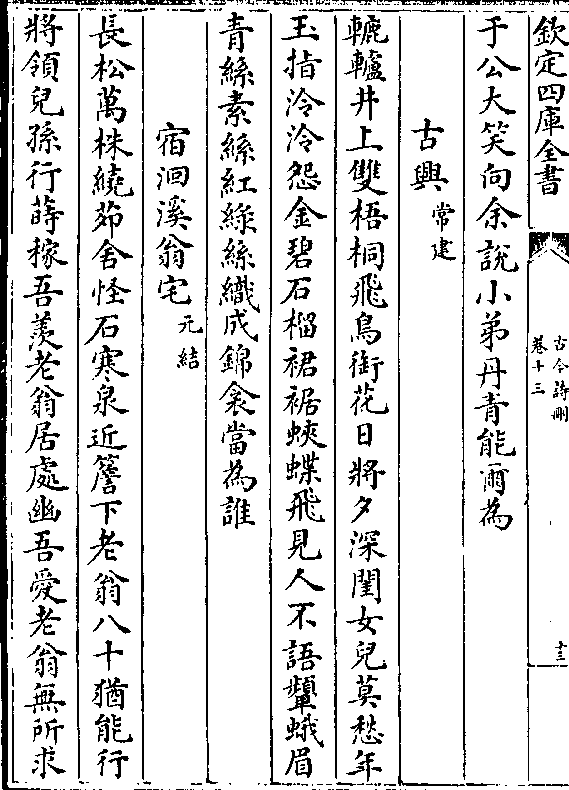 欽定四庫全書
古今詩刪
卷十三
十三
于公大笑向余説小弟丹青能爾為
古興常建
轆轤井上雙梧桐飛鳥銜花日將夕深閨女兒莫愁年
玉指泠泠怨金碧石榴裙裾蛺蝶飛見人不語顰蛾眉
青絲素絲紅綠絲織成錦衾當為誰
宿洄溪翁宅元結
長松萬株繞茆舍怪石寒泉近簷下老翁八十猶能行
將領兒孫行蒔稼吾羨老翁居處幽吾愛老翁無所求